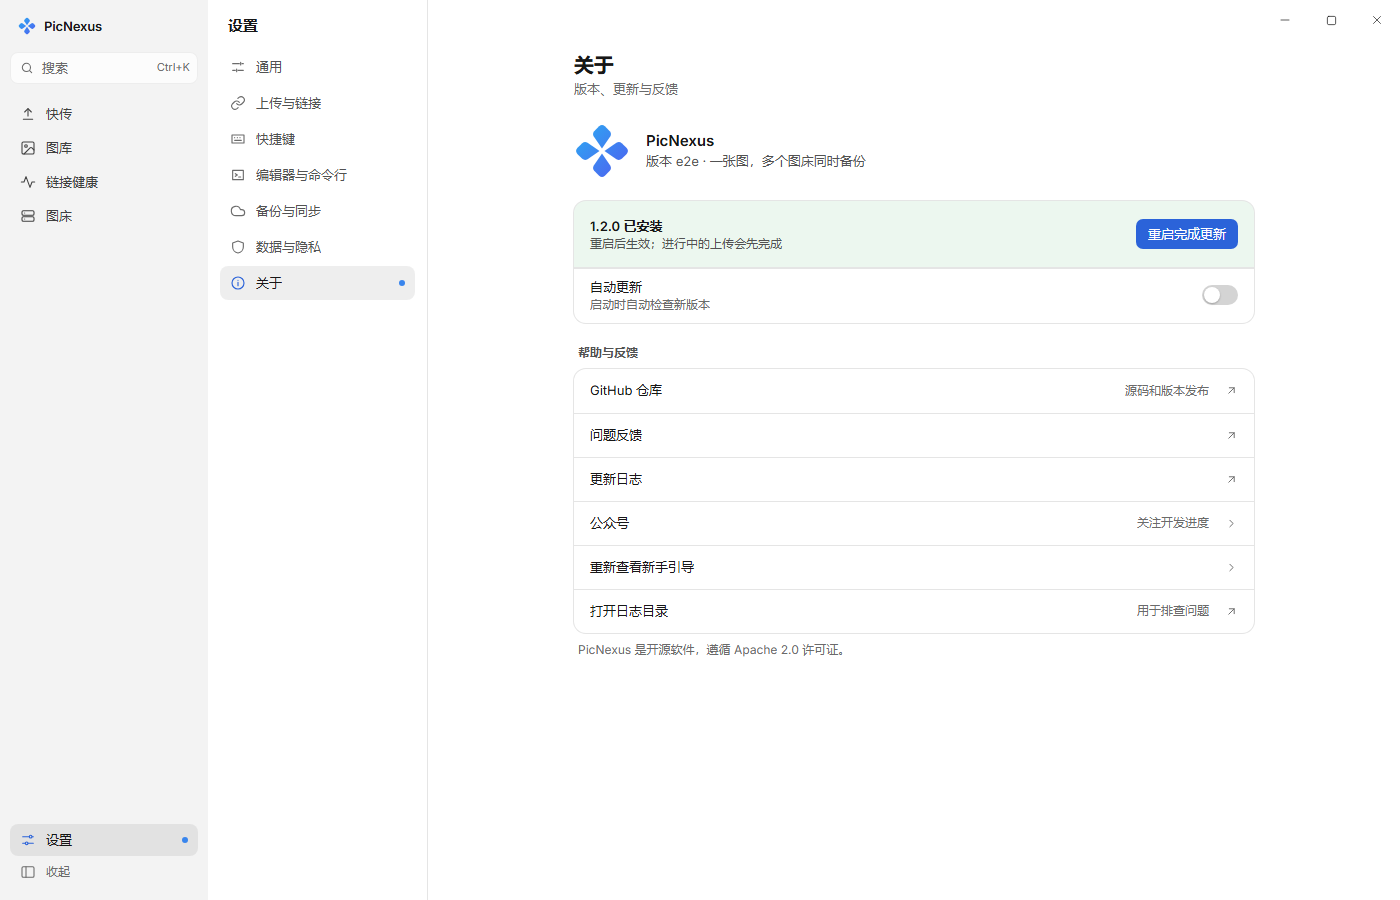 PicNexus
搜索 Ctrl+K
快传
图库
链接健康
图床
设置
收起
设置
通用
上传与链接
快捷键
编辑器与命令行
备份与同步
数据与隐私
关于
关于
版本、更新与反馈
PicNexus
版本 e2e · 一张图，多个图床同时备份
1.2.0 已安装
重启后生效；进行中的上传会先完成
重启完成更新
自动更新
启动时自动检查新版本
帮助与反馈
GitHub 仓库 源码和版本发布
问题反馈
更新日志
公众号 关注开发进度
重新查看新手引导
打开日志目录 用于排查问题
PicNexus 是开源软件，遵循 Apache 2.0 许可证。